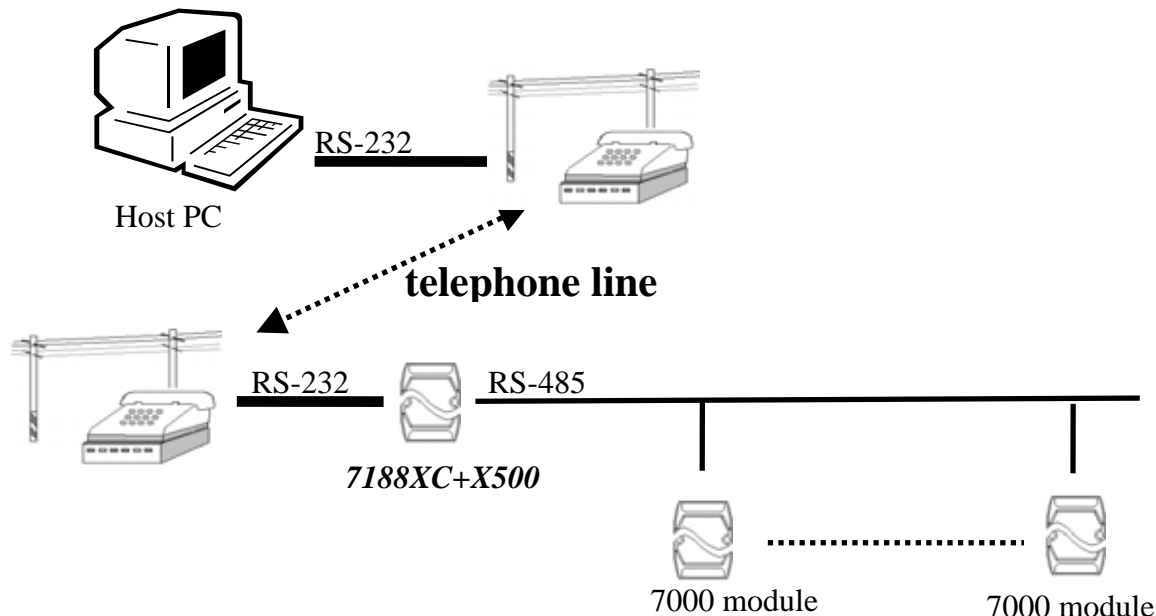 RS-232
Host PC
telephone line
RS-232
RS-485
7188XC+X500
7000 module
7000 module